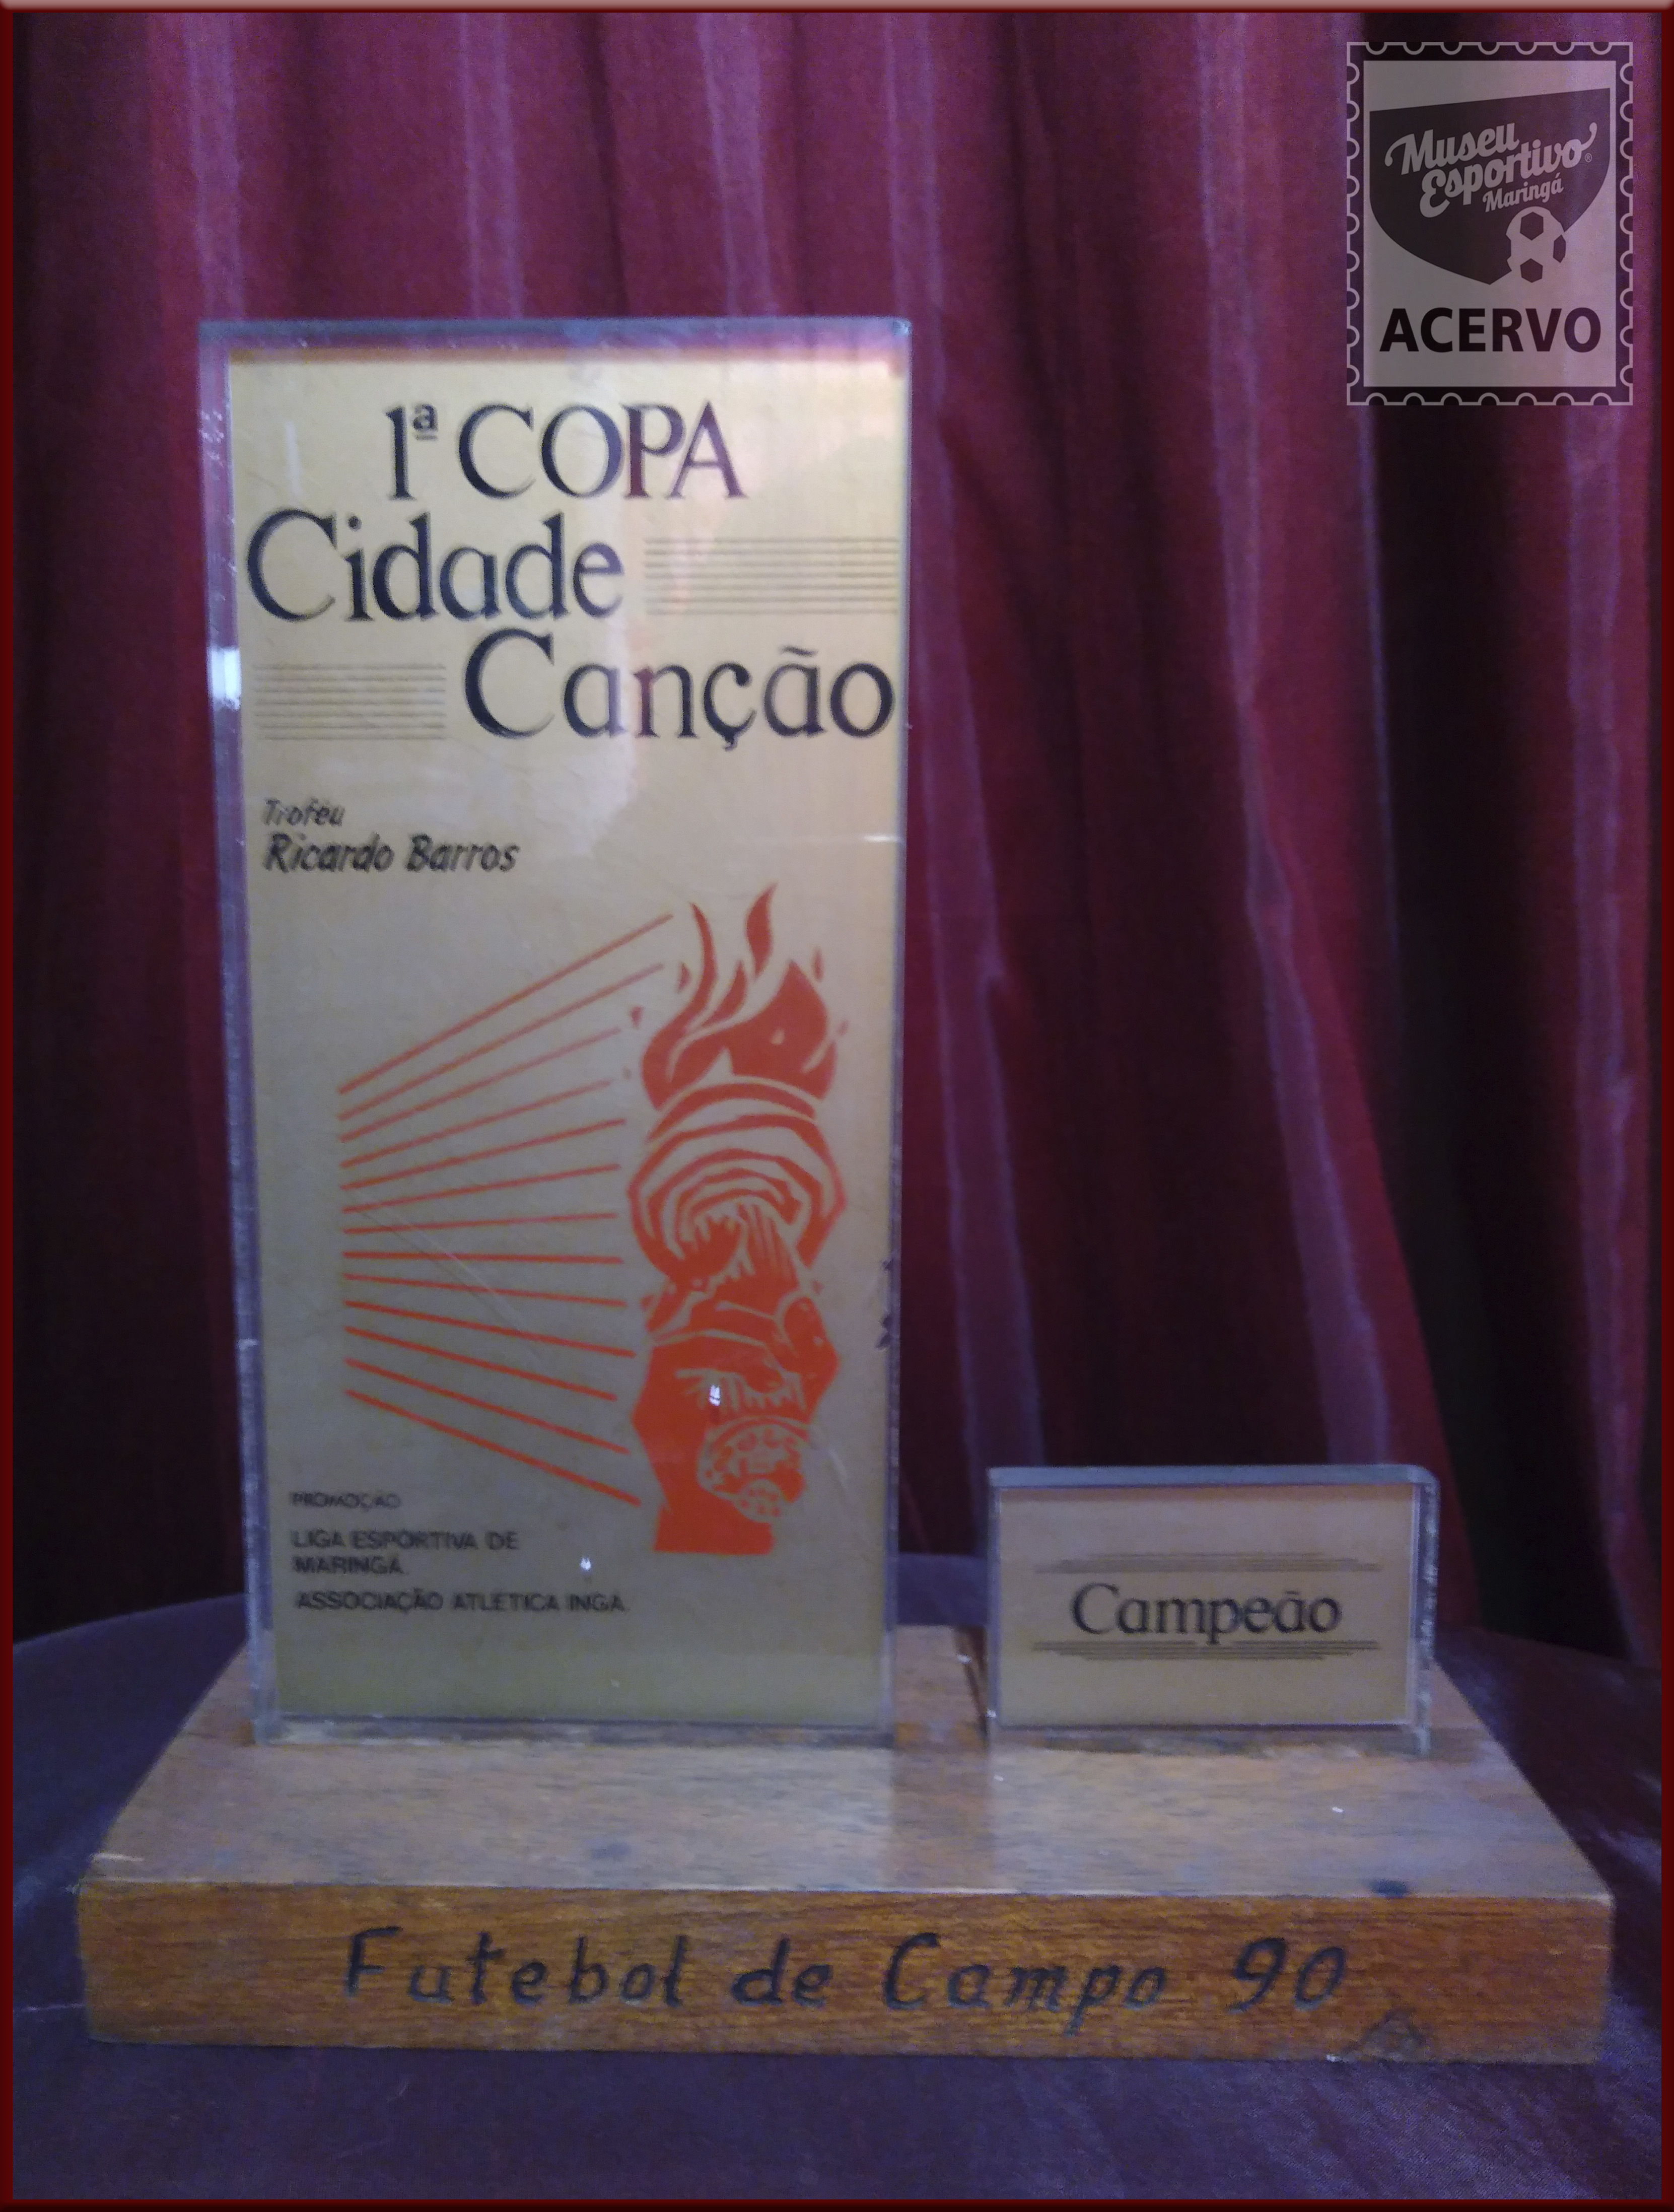 Museu
Esportivo®
Maringá
ACERVO
1ª COPA
Cidade
Canção
Troféu
Ricardo Barros
PROMOÇÃO
LIGA ESPORTIVA DE
MARINGÁ
ASSOCIAÇÃO ATLÉTICA INGÁ
Campeão
Futebol de Campo 90